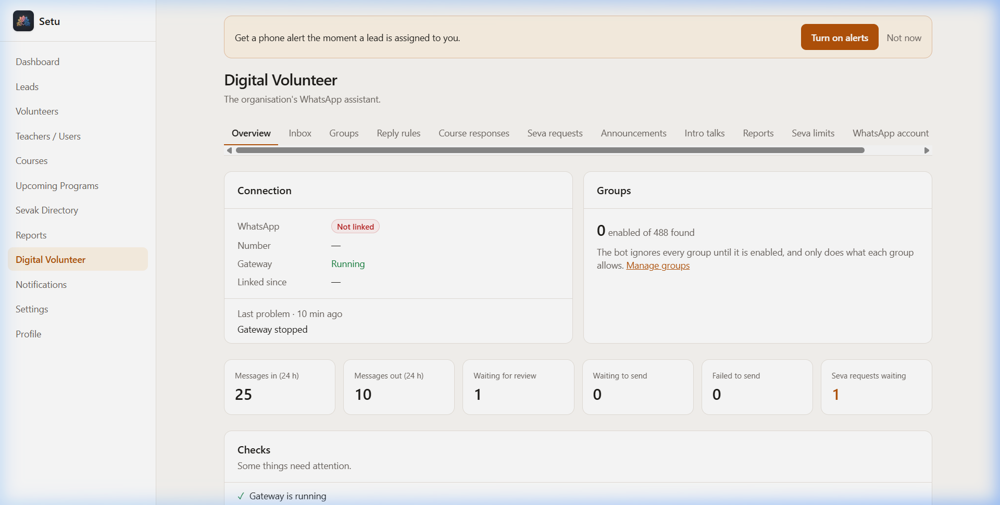 Setu
Dashboard
Leads
Volunteers
Teachers / Users
Courses
Upcoming Programs
Sevak Directory
Reports
Digital Volunteer
Notifications
Settings
Profile
Get a phone alert the moment a lead is assigned to you.
Turn on alerts
Not now
Digital Volunteer
The organisation's WhatsApp assistant.
Overview
Inbox
Groups
Reply rules
Course responses
Seva requests
Announcements
Intro talks
Reports
Seva limits
WhatsApp account
Connection
WhatsApp Not linked
Number —
Gateway Running
Linked since —
Last problem · 10 min ago
Gateway stopped
Groups
0 enabled of 488 found
The bot ignores every group until it is enabled, and only does what each group
allows. Manage groups
Messages in (24 h)
25
Messages out (24 h)
10
Waiting for review
1
Waiting to send
0
Failed to send
0
Seva requests waiting
1
Checks
Some things need attention.
✓ Gateway is running